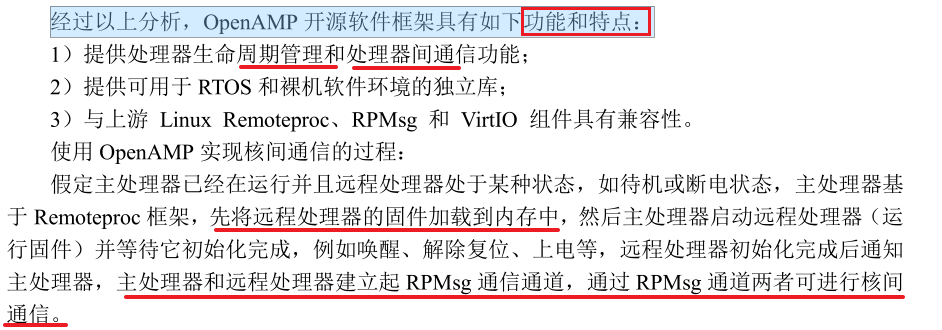 经过以上分析，OpenAMP 开源软件框架具有如下功能和特点：
1）提供处理器生命周期管理和处理器间通信功能；
2）提供可用于 RTOS 和裸机软件环境的独立库；
3）与上游 Linux Remoteproc、RPMsg 和 VirtIO 组件具有兼容性。
使用 OpenAMP 实现核间通信的过程：
假定主处理器已经在运行并且远程处理器处于某种状态，如待机或断电状态，主处理器基
于 Remoteproc 框架，先将远程处理器的固件加载到内存中，然后主处理器启动远程处理器（运
行固件）并等待它初始化完成，例如唤醒、解除复位、上电等，远程处理器初始化完成后通知
主处理器，主处理器和远程处理器建立起 RPMsg 通信通道，通过 RPMsg 通道两者可进行核间
通信。